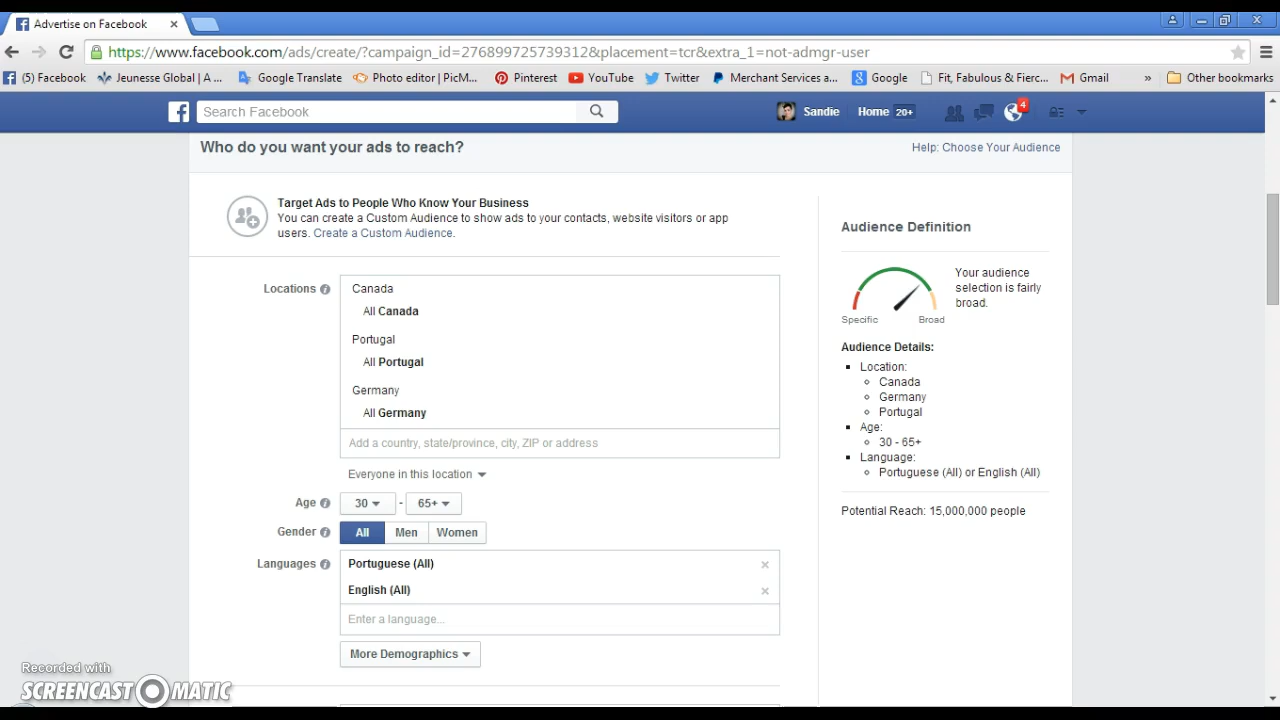 Advertise on Facebook
https://www.facebook.com/ads/create/?campaign_id=276899725739312&placement=tcr&extra_1=not-admgr-user
(5) Facebook
Jeunesse Global | A...
Google Translate
Photo editor | PicM...
Pinterest
YouTube
Twitter
Merchant Services a...
Google
Fit, Fabulous & Fierc...
Gmail
»
Other bookmarks
Search Facebook
Sandie
Home 20+
4
Who do you want your ads to reach?
Help: Choose Your Audience
Target Ads to People Who Know Your Business
You can create a Custom Audience to show ads to your contacts, website visitors or app
users. Create a Custom Audience.
Locations
Canada
All Canada
Portugal
All Portugal
Germany
All Germany
Add a country, state/province, city, ZIP or address
Everyone in this location
Age
30 - 65+
Gender
All Men Women
Languages
Portuguese (All)
English (All)
Enter a language...
More Demographics
Audience Definition
Your audience
selection is fairly
broad.
Specific
Broad
Audience Details:
Location:
Canada
Germany
Portugal
Age:
30 - 65+
Language:
Portuguese (All) or English (All)
Potential Reach: 15,000,000 people
Recorded with
SCREENCAST MATIC